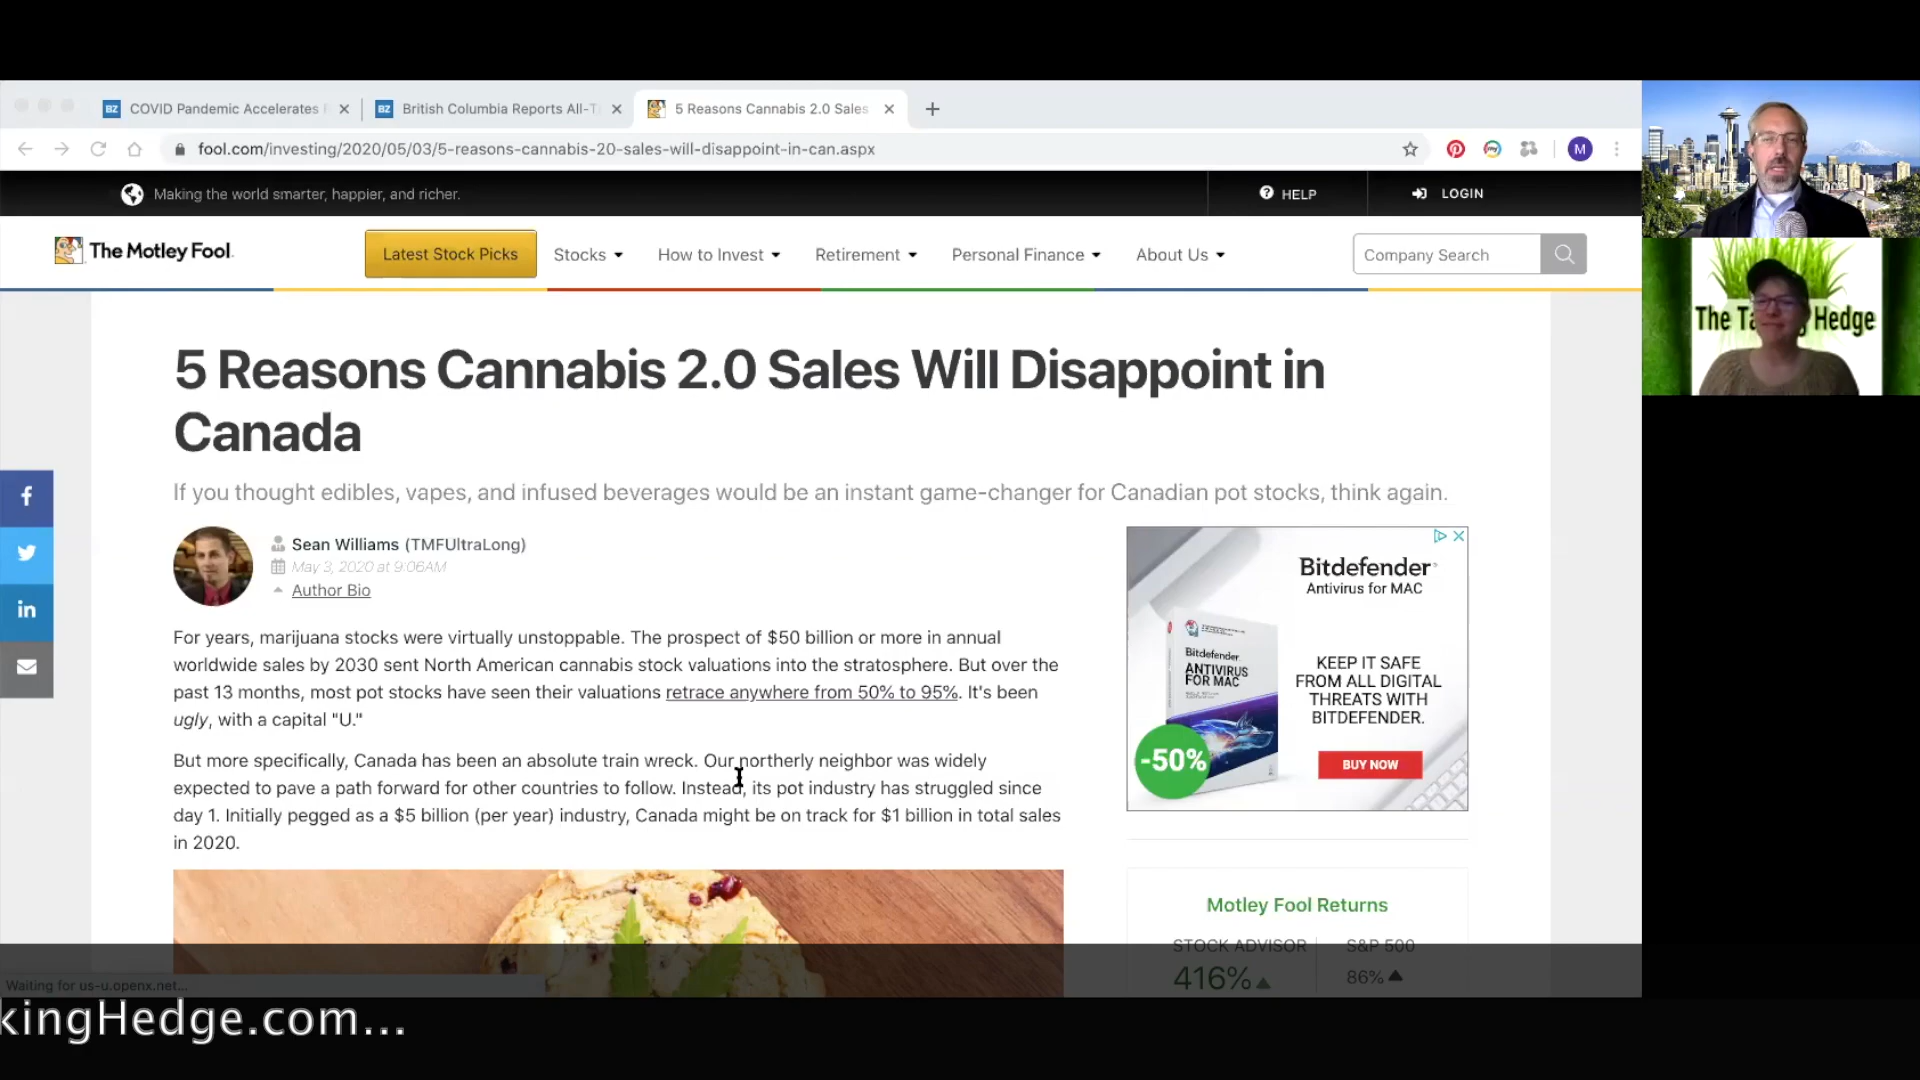 COVID Pandemic Accelerates
British Columbia Reports All-T
5 Reasons Cannabis 2.0 Sales
fool.com/investing/2020/05/03/5-reasons-cannabis-20-sales-will-disappoint-in-can.aspx
M
Making the world smarter, happier, and richer.
HELP
LOGIN
The Motley Fool
Latest Stock Picks
Stocks
How to Invest
Retirement
Personal Finance
About Us
Company Search
The Ta
Hedge
5 Reasons Cannabis 2.0 Sales Will Disappoint in
Canada
If you thought edibles, vapes, and infused beverages would be an instant game-changer for Canadian pot stocks, think again.
Sean Williams (TMFUltraLong)
May 3, 2020 at 9:06AM
Author Bio
For years, marijuana stocks were virtually unstoppable. The prospect of $50 billion or more in annual
worldwide sales by 2030 sent North American cannabis stock valuations into the stratosphere. But over the
past 13 months, most pot stocks have seen their valuations retrace anywhere from 50% to 95%. It's been
ugly, with a capital "U."
But more specifically, Canada has been an absolute train wreck. Our northerly neighbor was widely
expected to pave a path forward for other countries to follow. Instead, its pot industry has struggled since
day 1. Initially pegged as a $5 billion (per year) industry, Canada might be on track for $1 billion in total sales
in 2020.
Bitdefender
Antivirus for MAC
Bitdefender
ANTIVIRUS
FOR MAC
-50%
KEEP IT SAFE
FROM ALL DIGITAL
THREATS WITH
BITDEFENDER.
BUY NOW
Motley Fool Returns
STOCK ADVISOR
S&P 500
416%
86%
Waiting for us-u.openx.net...
kingHedge.com...